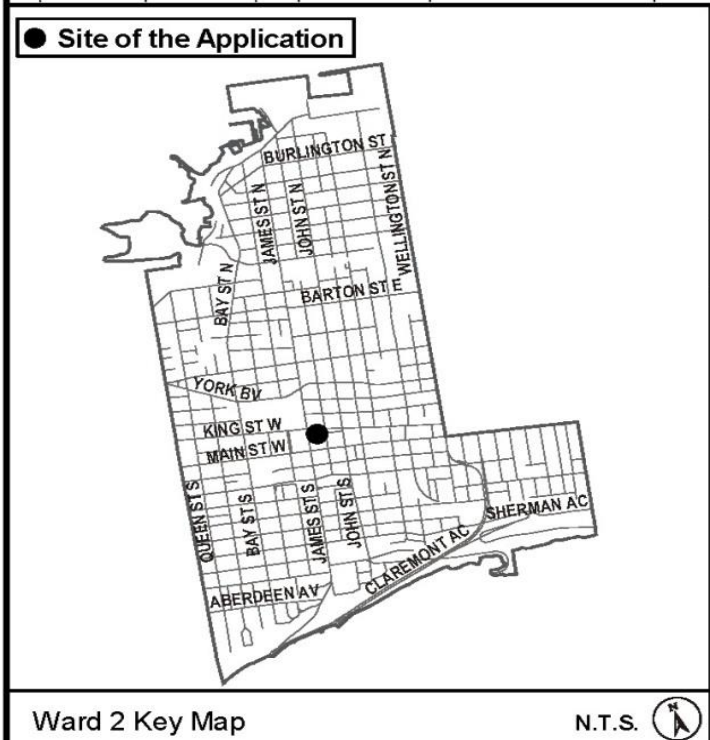 Site of the Application
BURLINGTON ST
JAMES ST N
JOHN ST N
WELLINGTON ST N
BAY ST N
BARTON ST E
YORK BV
KING ST W
MAIN ST W
QUEEN ST S
BAY ST S
JAMES ST S
JOHN ST S
SHERMAN AC
CLAREMONT AC
ABERDEEN AV
Ward 2 Key Map
N.T.S.
N